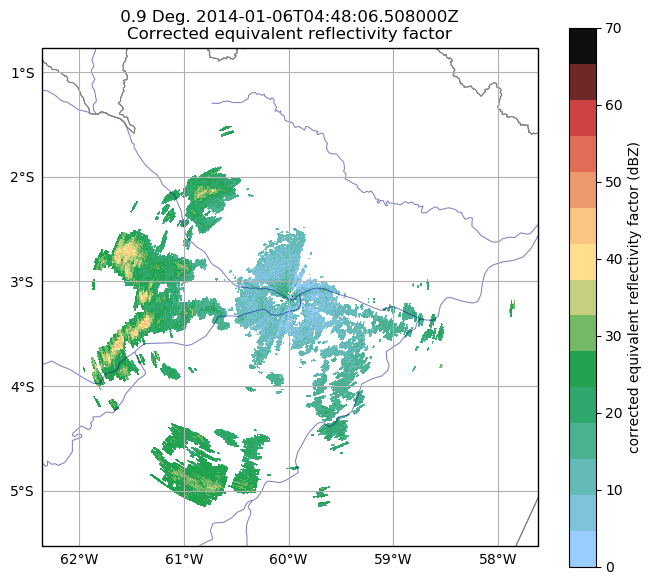 0.9 Deg. 2014-01-06T04:48:06.508000Z
Corrected equivalent reflectivity factor
1°S
2°S
3°S
4°S
5°S
62°W 61°W 60°W 59°W 58°W
70
60
50
40
30
20
10
0
corrected equivalent reflectivity factor (dBZ)